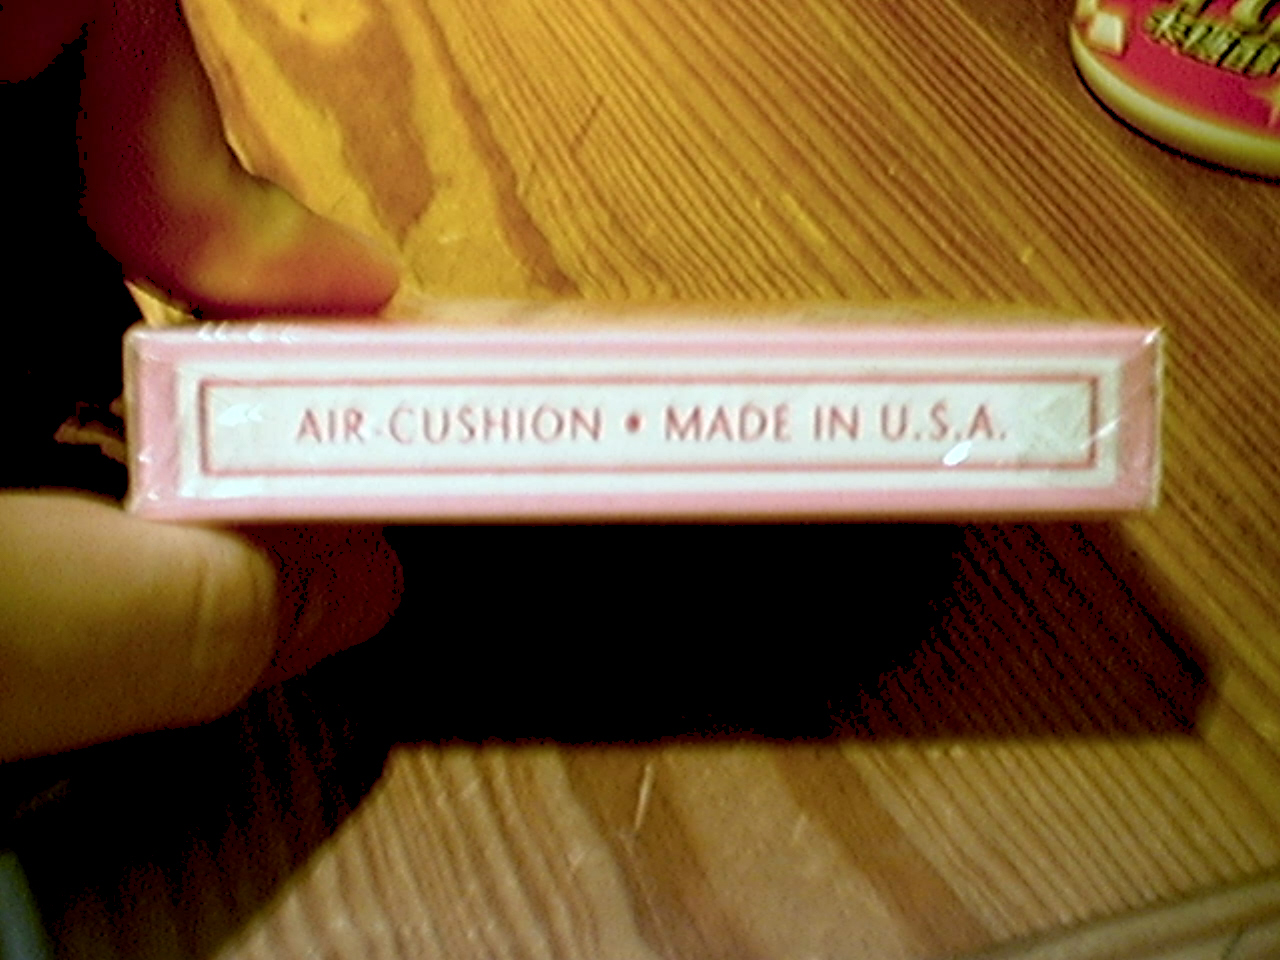 AIR-CUSHION • MADE IN U.S.A.